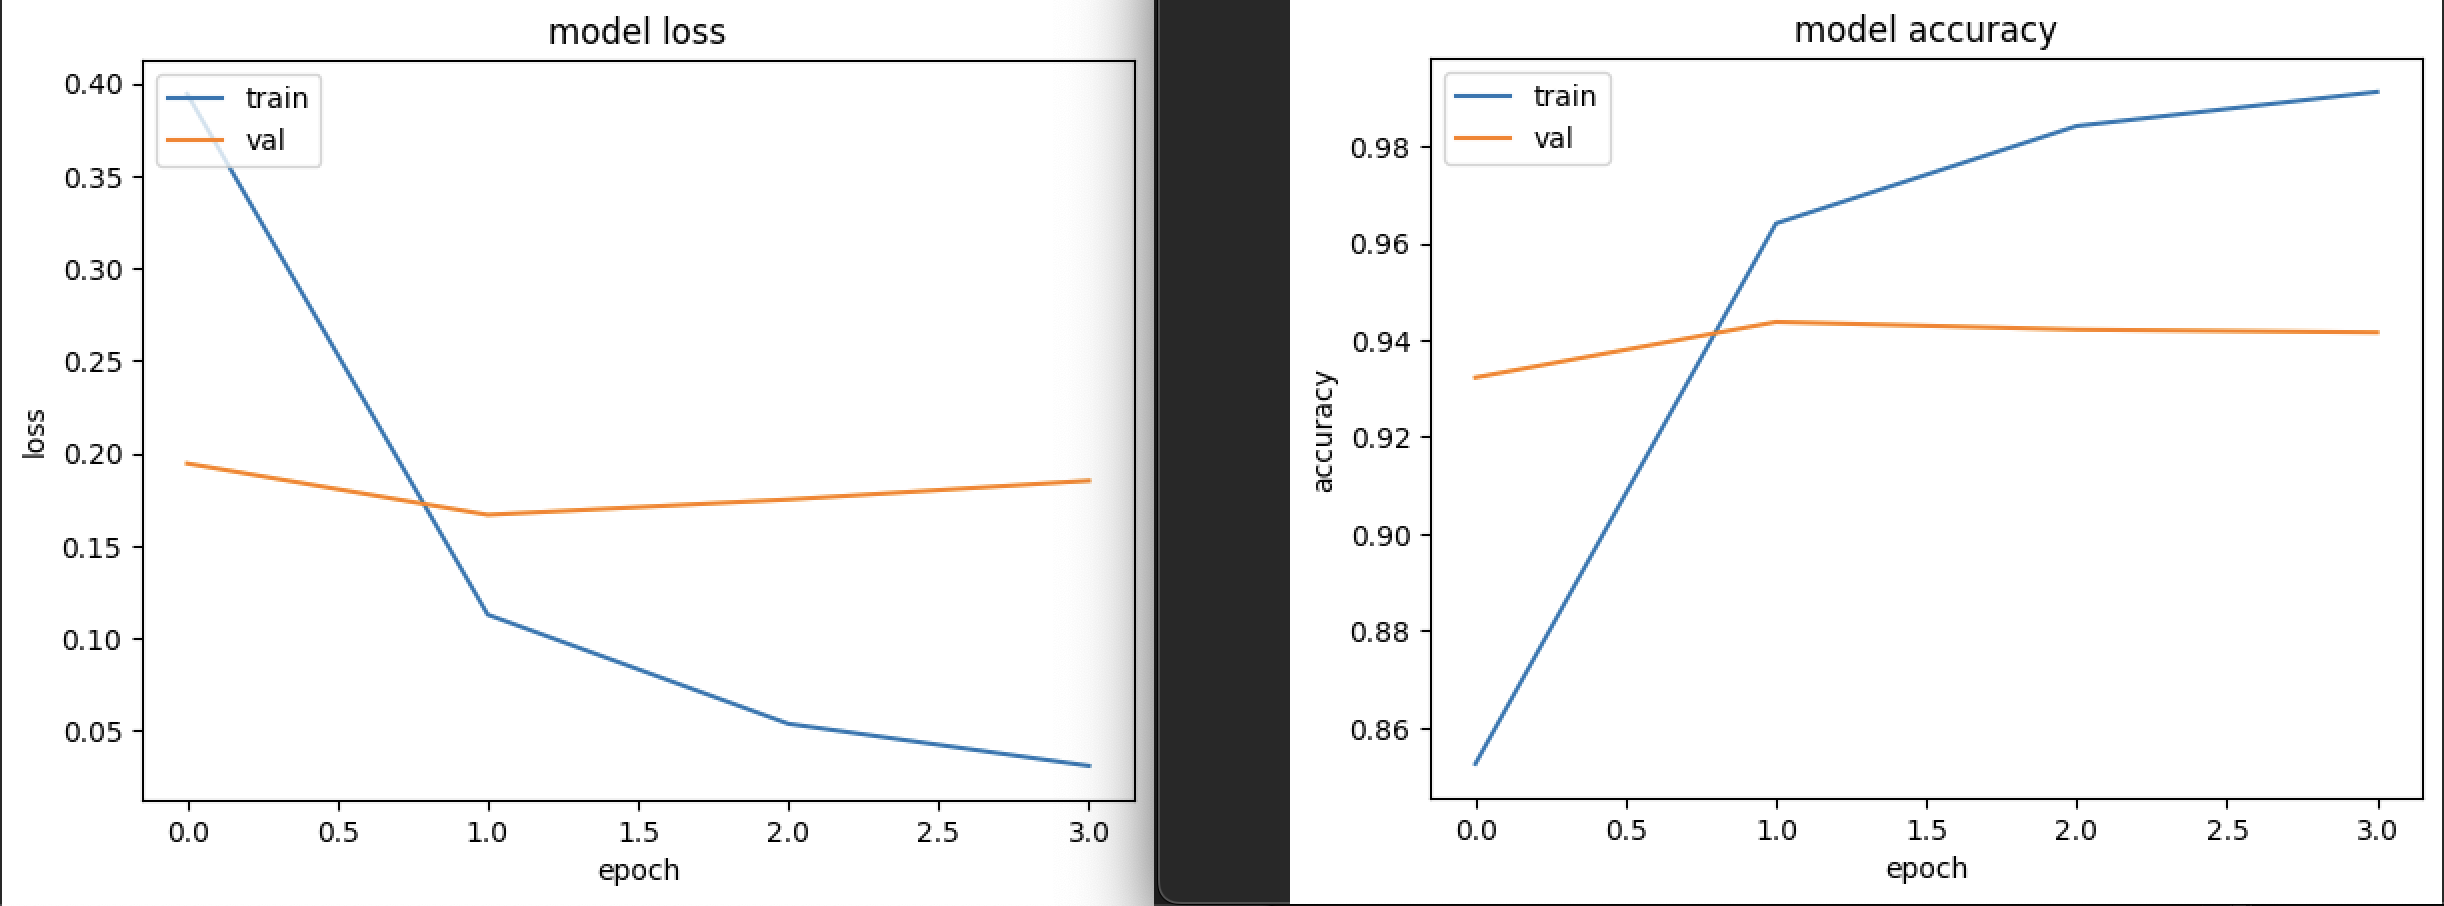 model loss
train
val
0.40
0.35
0.30
0.25
0.20
0.15
0.10
0.05
loss
0.0 0.5 1.0 1.5 2.0 2.5 3.0
epoch
model accuracy
train
val
0.98
0.96
0.94
0.92
0.90
0.88
0.86
accuracy
0.0 0.5 1.0 1.5 2.0 2.5 3.0
epoch